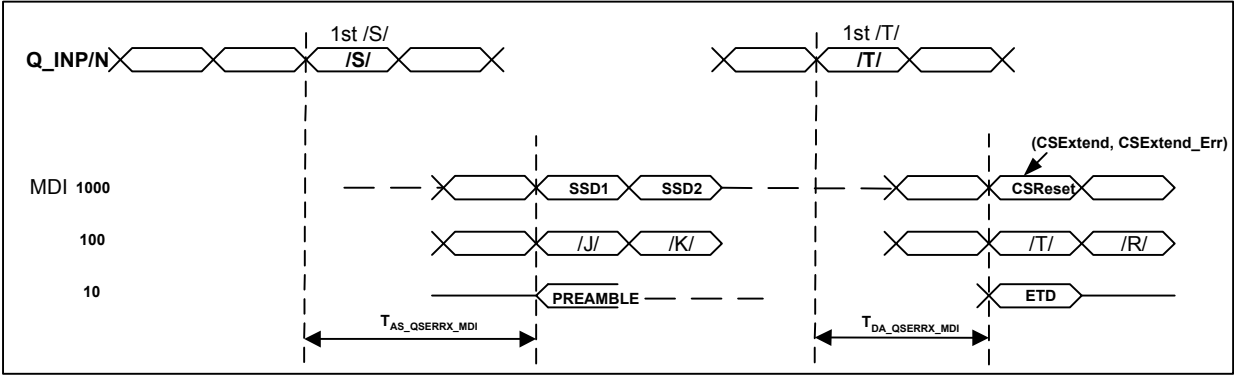 1st /S/ 1st /T/
Q_INP/N /S/ /T/
(CSExtend, CSExtend_Err)
MDI 1000 SSD1 SSD2 CSReset
100 /J/ /K/ /T/ /R/
10 PREAMBLE ETD
TAS_QSERRX_MDI TDA_QSERRX_MDI